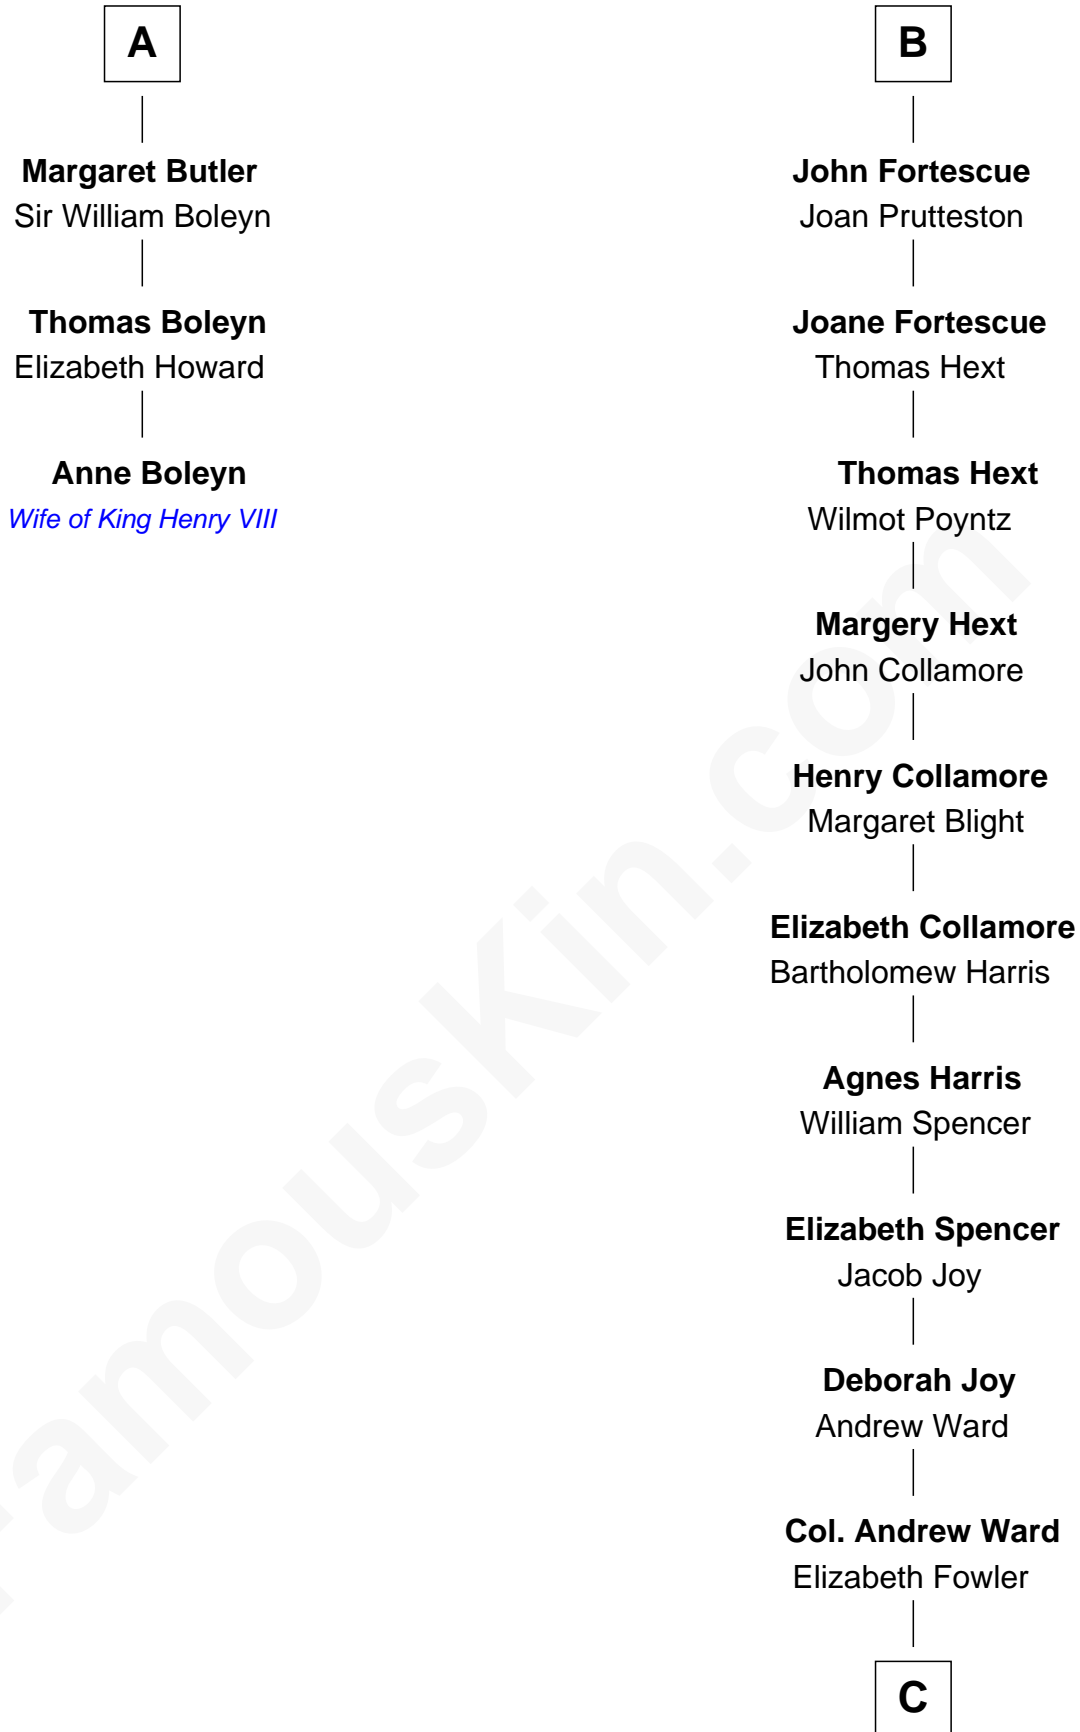 A
Margaret Butler
Sir William Boleyn
Thomas Boleyn
Elizabeth Howard
Anne Boleyn
Wife of King Henry VIII
B
John Fortescue
Joan Prutteston
Joane Fortescue
Thomas Hext
Thomas Hext
Wilmot Poyntz
Margery Hext
John Collamore
Henry Collamore
Margaret Blight
Elizabeth Collamore
Bartholomew Harris
Agnes Harris
William Spencer
Elizabeth Spencer
Jacob Joy
Deborah Joy
Andrew Ward
Col. Andrew Ward
Elizabeth Fowler
C
FamousKin.com